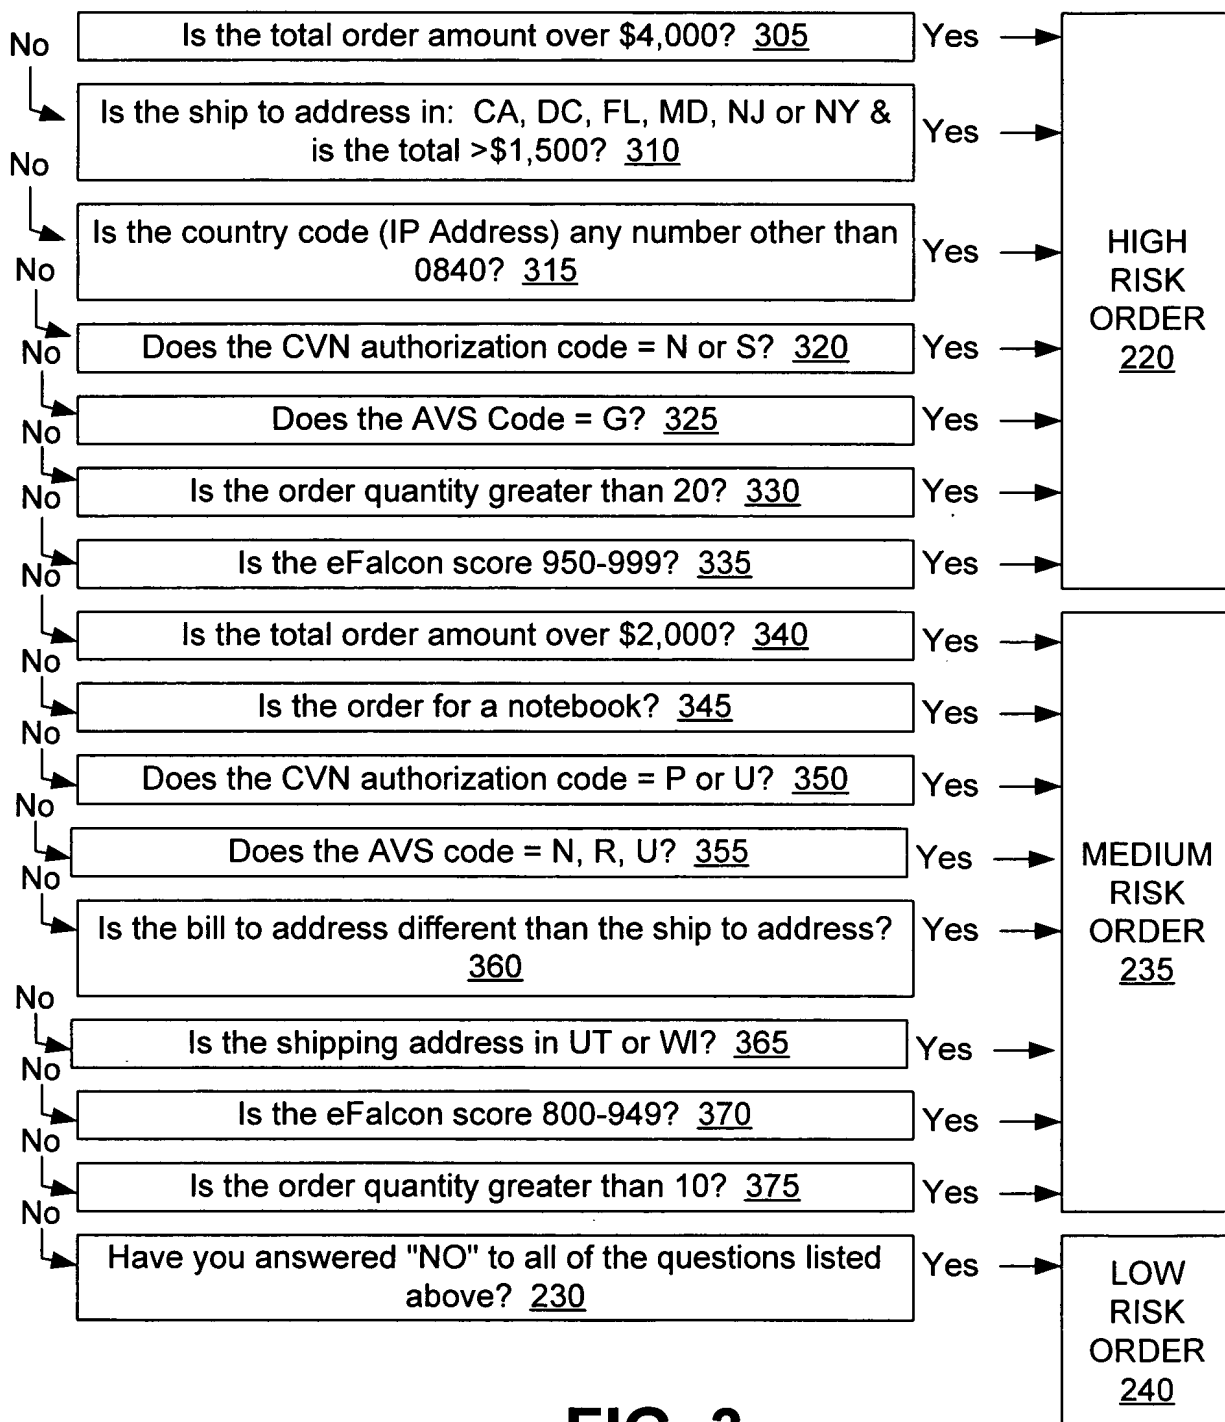 No
Is the total order amount over $4,000? 305
Yes
Is the ship to address in: CA, DC, FL, MD, NJ or NY &
is the total >$1,500? 310
Yes
No
Is the country code (IP Address) any number other than
0840? 315
Yes
No
Does the CVN authorization code = N or S? 320
Yes
No
Does the AVS Code = G? 325
Yes
No
Is the order quantity greater than 20? 330
Yes
No
Is the eFalcon score 950-999? 335
Yes
No
HIGH
RISK
ORDER
220
Is the total order amount over $2,000? 340
Yes
No
Is the order for a notebook? 345
Yes
No
Does the CVN authorization code = P or U? 350
Yes
No
Does the AVS code = N, R, U? 355
Yes
No
Is the bill to address different than the ship to address?
360
Yes
No
Is the shipping address in UT or WI? 365
Yes
No
Is the eFalcon score 800-949? 370
Yes
No
Is the order quantity greater than 10? 375
Yes
No
MEDIUM
RISK
ORDER
235
Have you answered "NO" to all of the questions listed
above? 230
Yes
LOW
RISK
ORDER
240